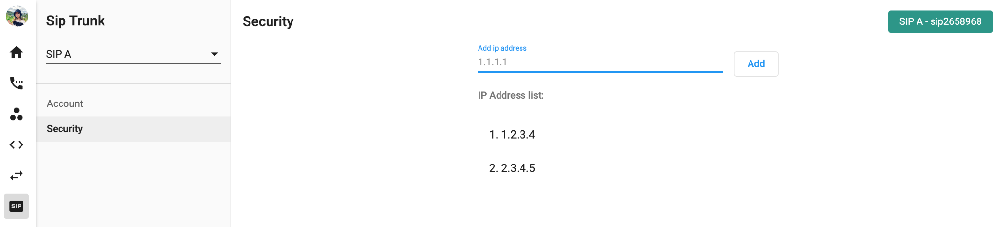 Sip Trunk
SIP A
Account
Security
SIP
Security
SIP A - sip2658968
Add ip address
1.1.1.1
Add
IP Address list:
1. 1.2.3.4
2. 2.3.4.5